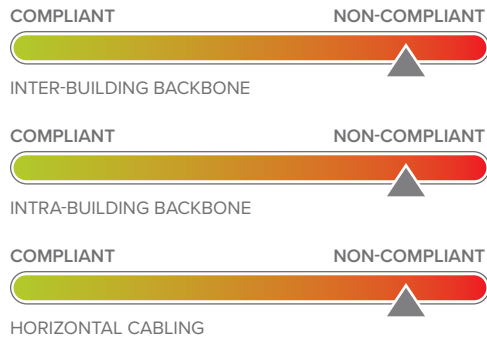 COMPLIANT NON-COMPLIANT
INTER-BUILDING BACKBONE
COMPLIANT NON-COMPLIANT
INTRA-BUILDING BACKBONE
COMPLIANT NON-COMPLIANT
HORIZONTAL CABLING